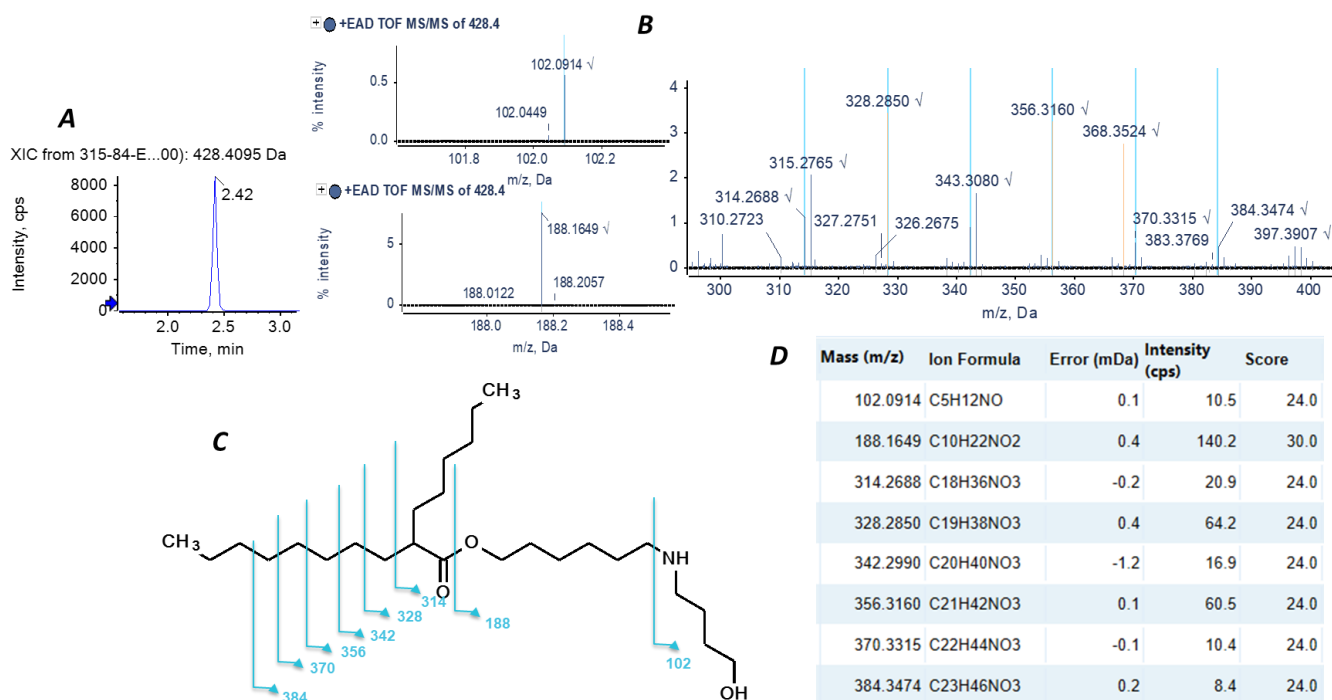 A
XIC from 315-84-E...00): 428.4095 Da
Intensity, cps
8000
6000
4000
2000
0
2.42
2.0 2.5 3.0
Time, min
+EAD TOF MS/MS of 428.4
% intensity
0.5
0.0
102.0914 √
102.0449
101.8 102.0 102.2
m/z, Da
+EAD TOF MS/MS of 428.4
% intensity
5
0
188.1649 √
188.0122
188.2057
188.0 188.2 188.4
m/z, Da
B
4
3
2
1
0
328.2850 √
356.3160 √
368.3524 √
315.2765 √
343.3080 √
314.2688 √
310.2723
327.2751
326.2675
370.3315 √
384.3474 √
383.3769
397.3907 √
300 310 320 330 340 350 360 370 380 390 400
m/z, Da
C
CH3
CH3
O
O
NH
OH
314
328
342
356
370
384
188
102
D
Mass (m/z) Ion Formula Error (mDa) Intensity (cps) Score
102.0914 C5H12NO 0.1 10.5 24.0
188.1649 C10H22NO2 0.4 140.2 30.0
314.2688 C18H36NO3 -0.2 20.9 24.0
328.2850 C19H38NO3 0.4 64.2 24.0
342.2990 C20H40NO3 -1.2 16.9 24.0
356.3160 C21H42NO3 0.1 60.5 24.0
370.3315 C22H44NO3 -0.1 10.4 24.0
384.3474 C23H46NO3 0.2 8.4 24.0